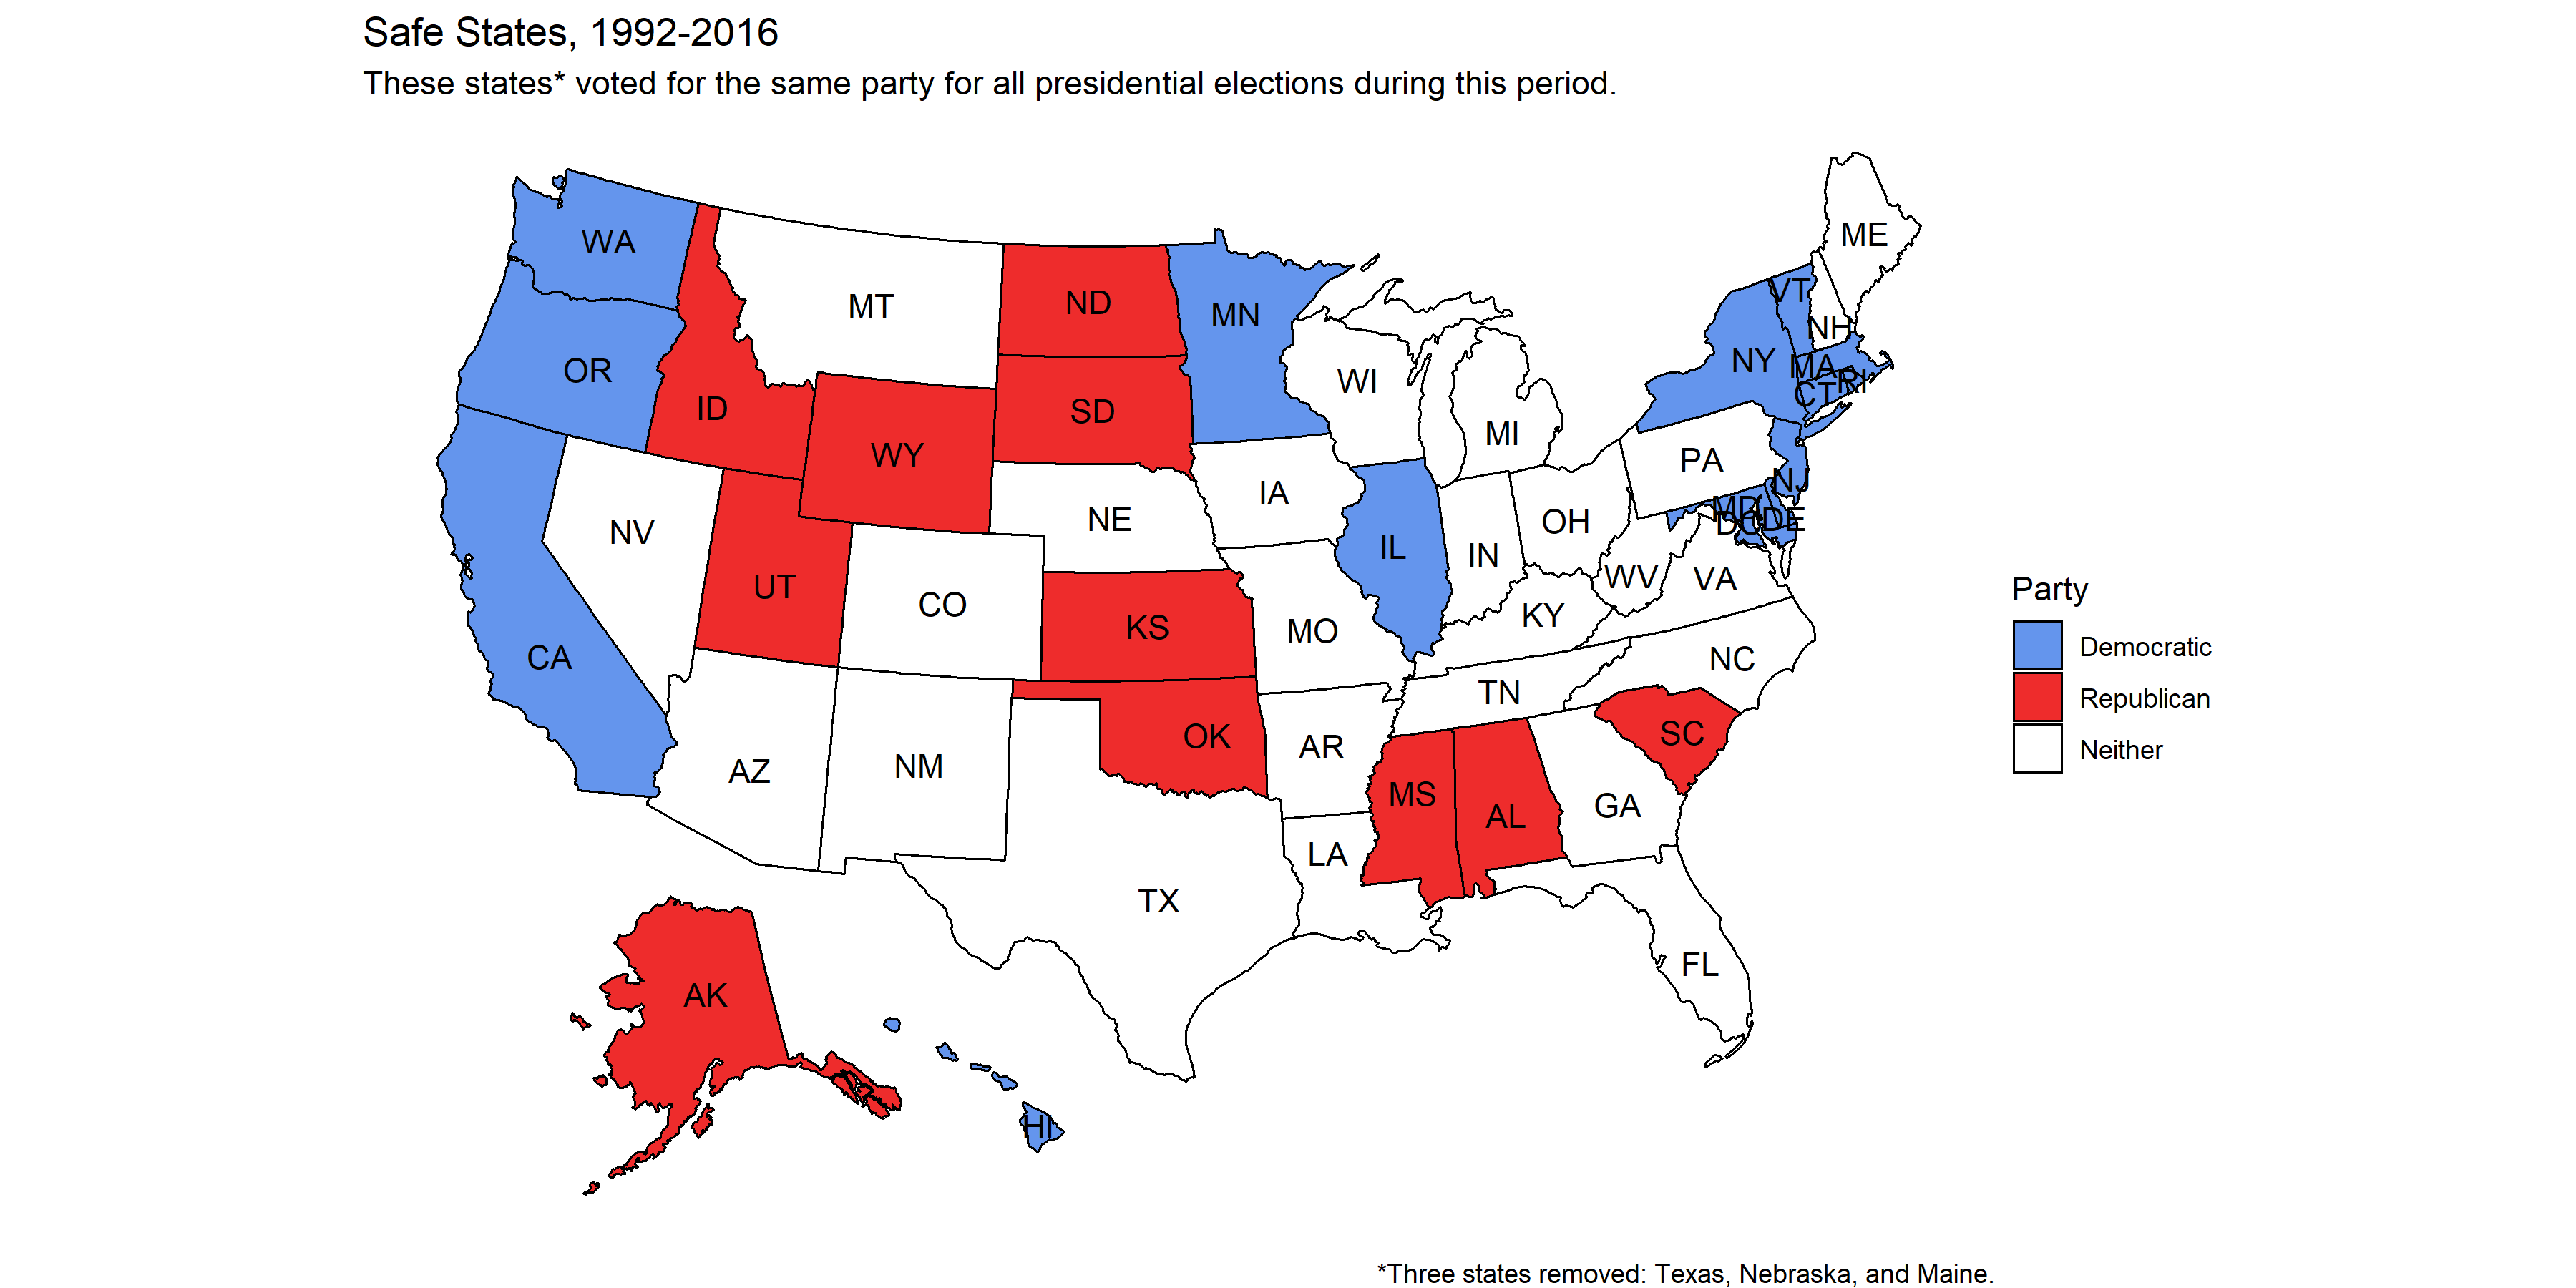 Safe States, 1992-2016
These states* voted for the same party for all presidential elections during this period.
ME
WA
VT
MT
ND
MN
NH
OR
NY
MA
WI
RI
CT
ID
SD
MI
WY
PA
NJ
IA
MD
NE
DC
DE
OH
NV
IL
IN
UT
WV
VA
CO
KY
KS
MO
CA
NC
TN
OK
SC
AR
AZ
NM
MS
GA
AL
LA
TX
FL
AK
HI
Party
Democratic
Republican
Neither
*Three states removed: Texas, Nebraska, and Maine.